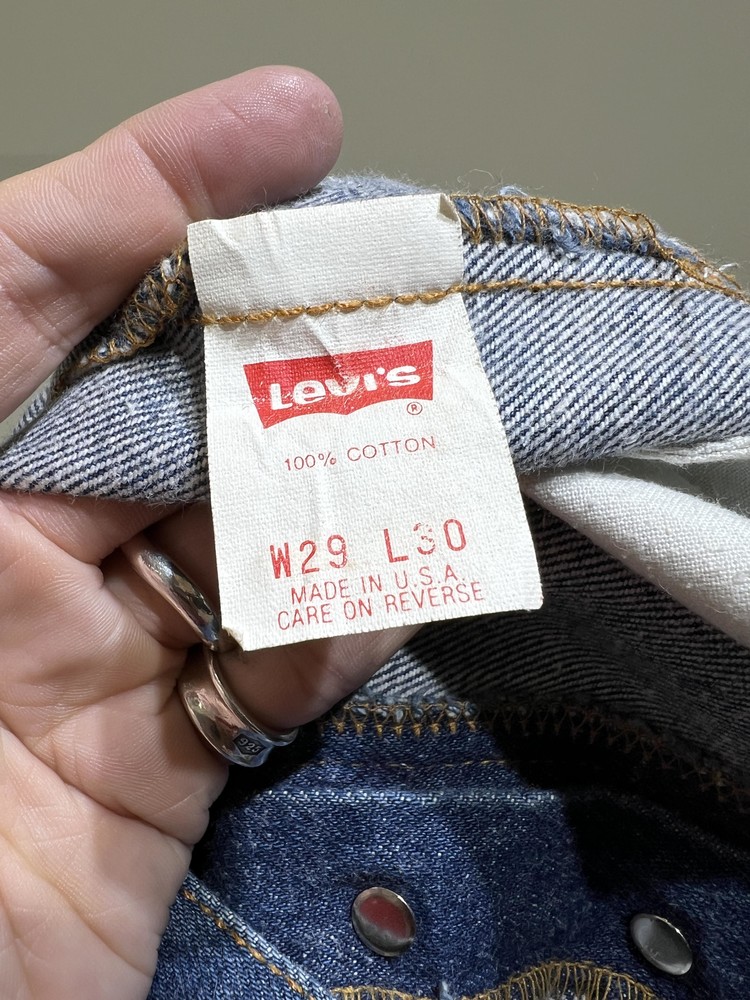 Levi's
®
100% COTTON
W29 L30
MADE IN U.S.A.
CARE ON REVERSE